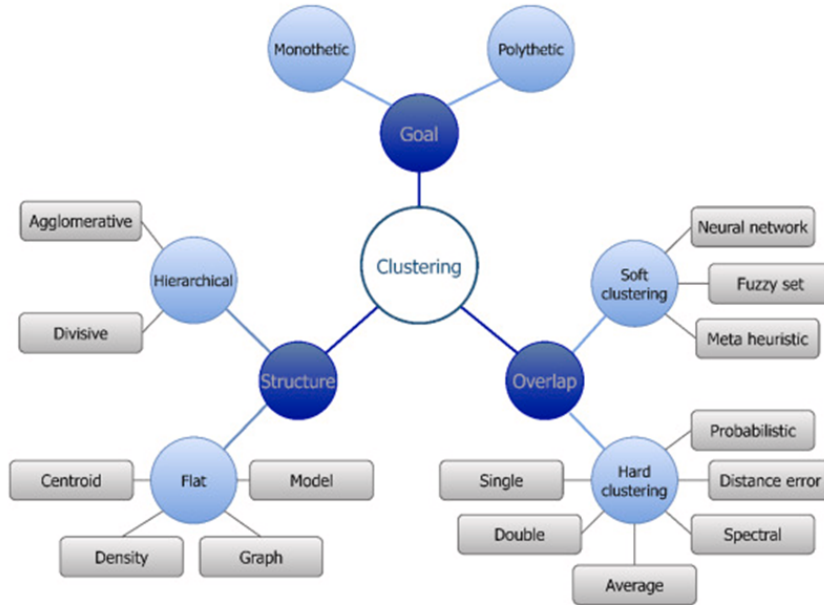 Monothetic
Polythetic
Goal
Agglomerative
Neural network
Clustering
Hierarchical
Soft
clustering
Fuzzy set
Divisive
Meta heuristic
Structure
Overlap
Probabilistic
Centroid
Flat
Model
Single
Hard
clustering
Distance error
Density
Graph
Double
Spectral
Average